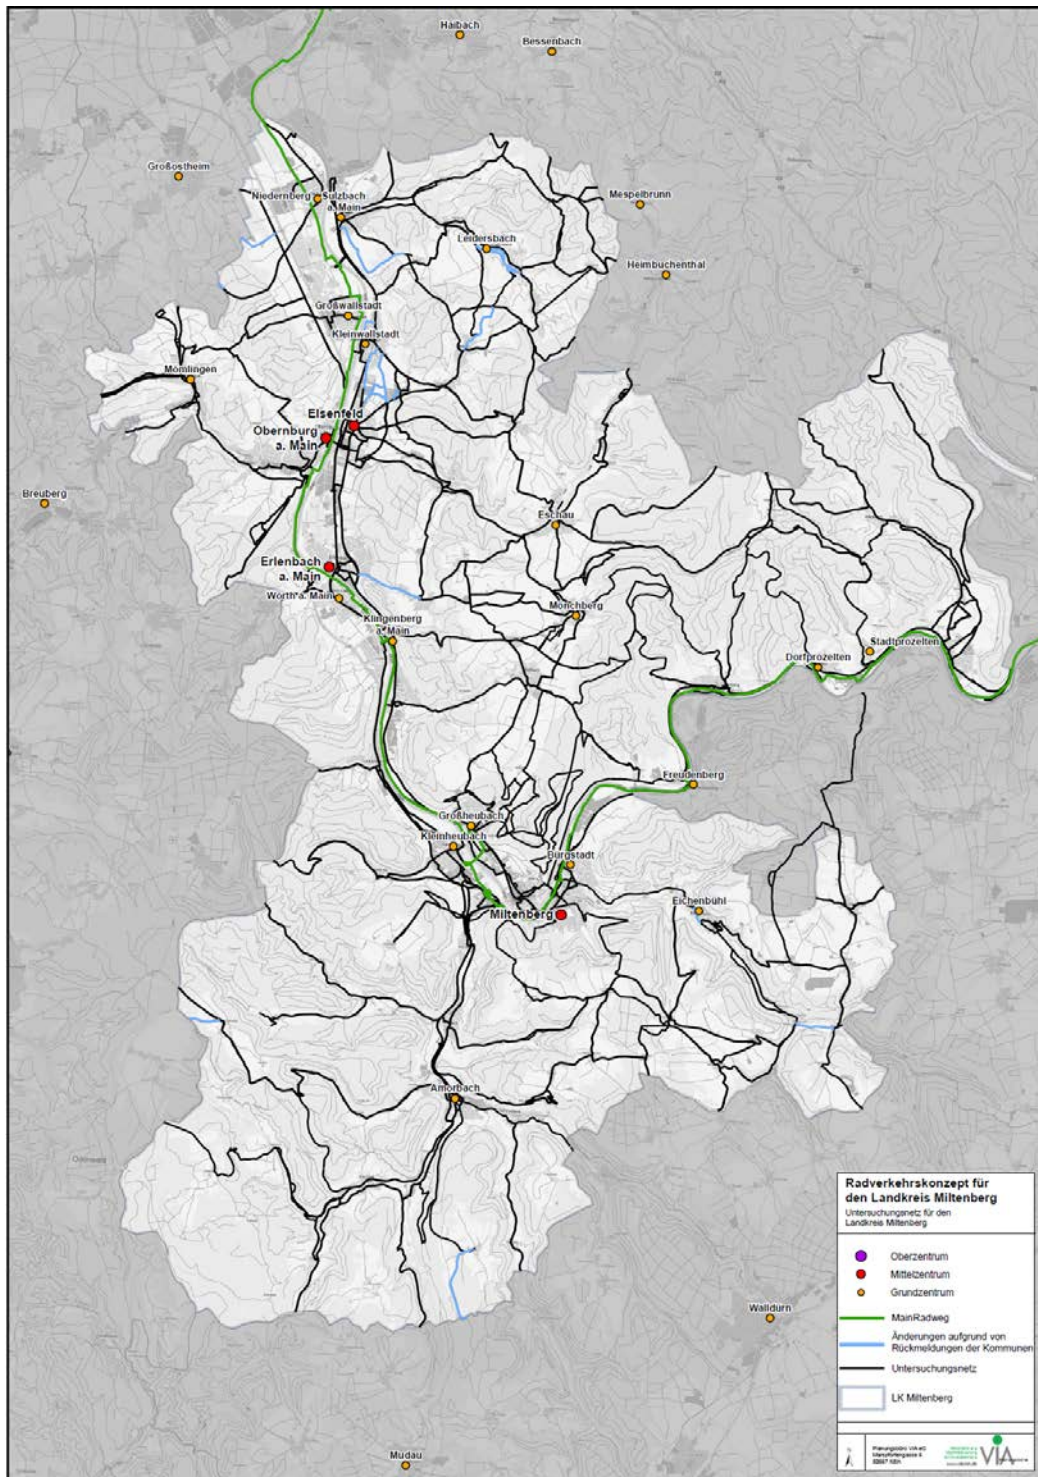 Haibach
Bessenbach
Großostheim
Mespelbrunn
Niedernberg
Sulzbach
a. Main
Leidersbach
Heimbuchenthal
Großwallstadt
Kleinwallstadt
Mömlingen
Elsenfeld
Obernburg
a. Main
Breuberg
Eschau
Erlenbach
a. Main
Wörth a. Main
Mönchberg
Klingenberg
a. Main
Stadtprozelten
Dorfprozelten
Freudenberg
Großheubach
Kleinheubach
Bürgstadt
Eichenbühl
Miltenberg
Amorbach
Walldürn
Mudau
Radverkehrskonzept für
den Landkreis Miltenberg
Untersuchungsnetz für den
Landkreis Miltenberg
Oberzentrum
Mittelzentrum
Grundzentrum
MainRadweg
Änderungen aufgrund von
Rückmeldungen der Kommunen
Untersuchungsnetz
LK Miltenberg
Planungsbüro VIA eG
VIA